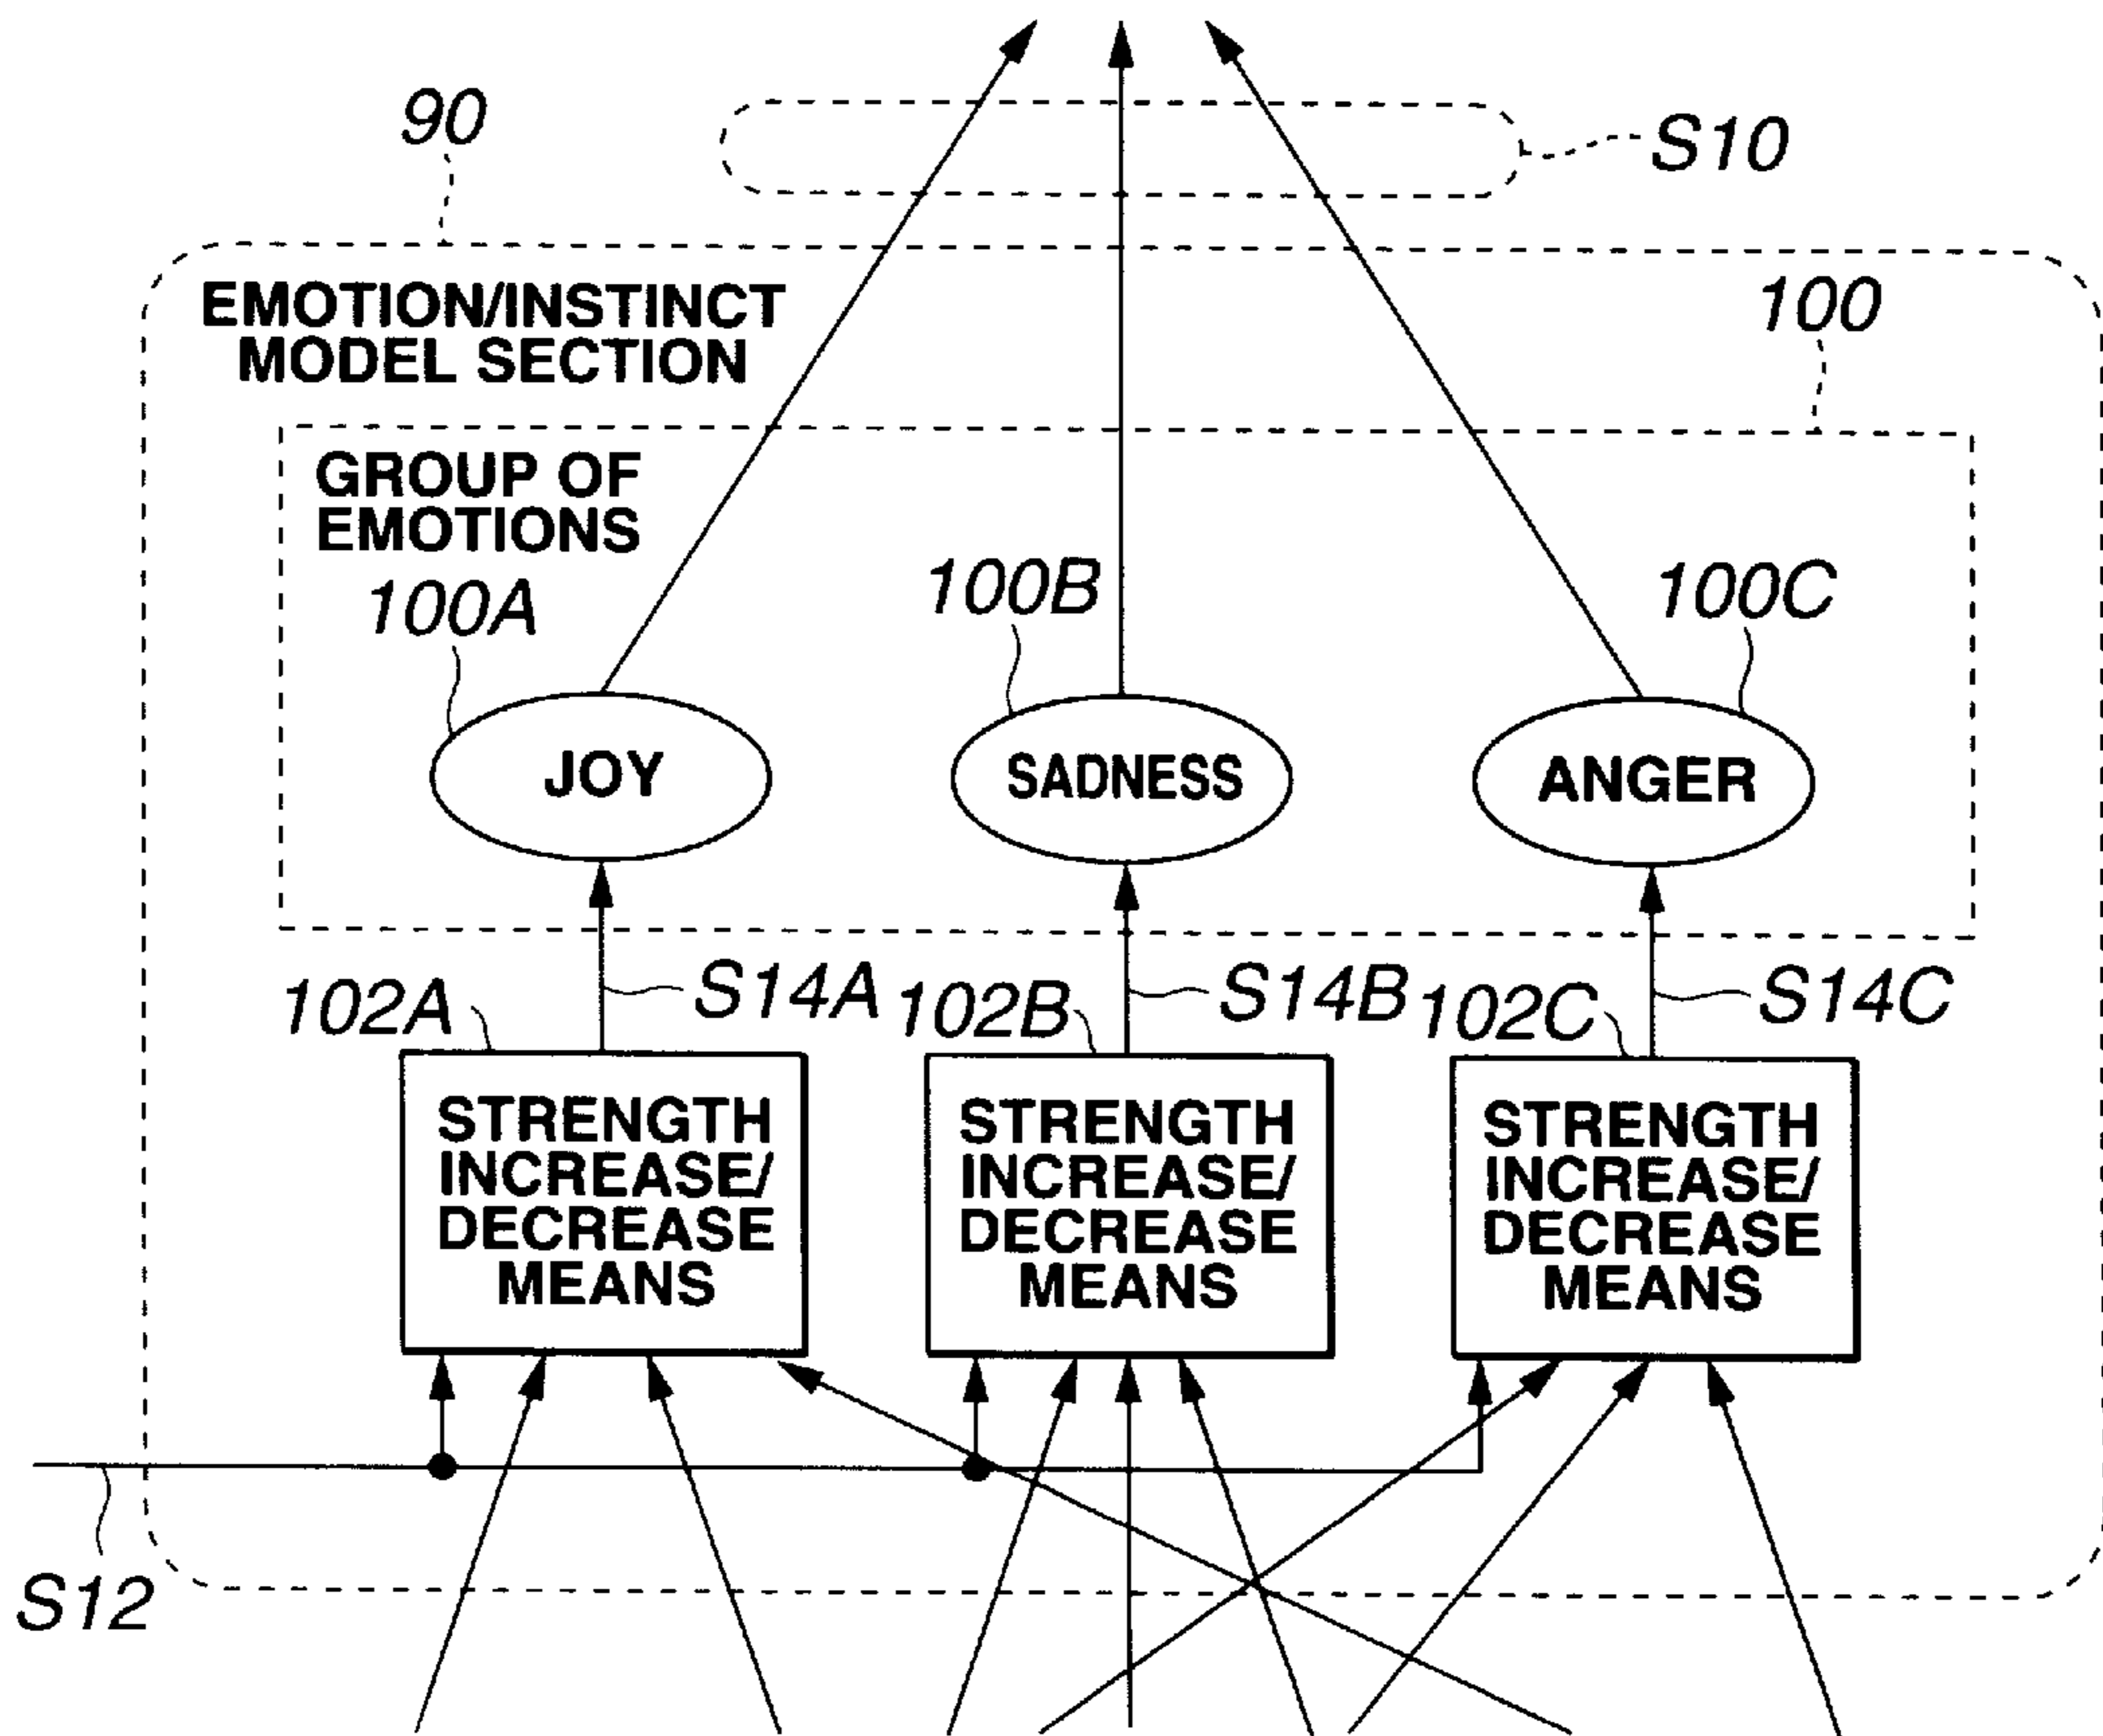 90
S10
EMOTION/INSTINCT
MODEL SECTION
100
GROUP OF
EMOTIONS
100A
100B
100C
JOY
SADNESS
ANGER
102A
S14A
102B
S14B
102C
S14C
STRENGTH
INCREASE/
DECREASE
MEANS
STRENGTH
INCREASE/
DECREASE
MEANS
STRENGTH
INCREASE/
DECREASE
MEANS
S12